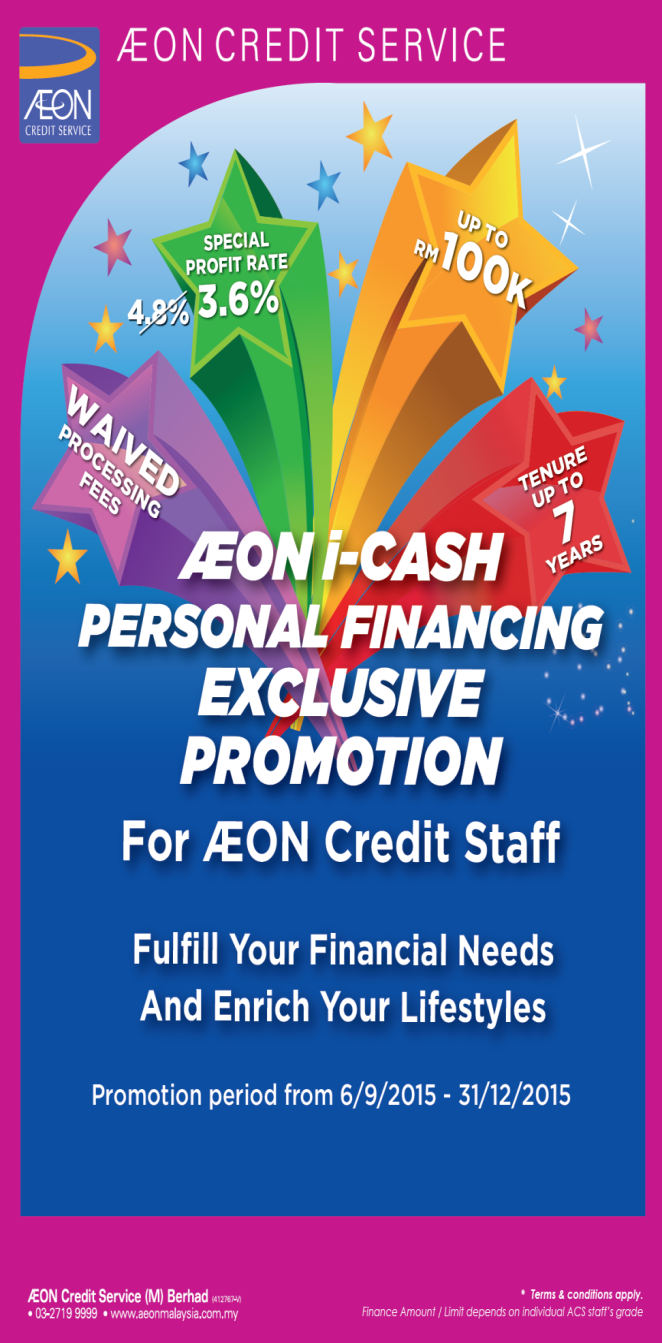 ÆON CREDIT SERVICE
ÆON
CREDIT SERVICE
SPECIAL
PROFIT RATE
4.8% 3.6%
UP TO
RM100K
WAIVED
PROCESSING
FEES
TENURE
UP TO
7
YEARS
ÆON i-CASH
PERSONAL FINANCING
EXCLUSIVE
PROMOTION
For ÆON Credit Staff
Fulfill Your Financial Needs
And Enrich Your Lifestyles
Promotion period from 6/9/2015 - 31/12/2015
ÆON Credit Service (M) Berhad (412767-V)
• 03-2719 9999 • www.aeonmalaysia.com.my
* Terms & conditions apply.
Finance Amount / Limit depends on individual ACS staff's grade